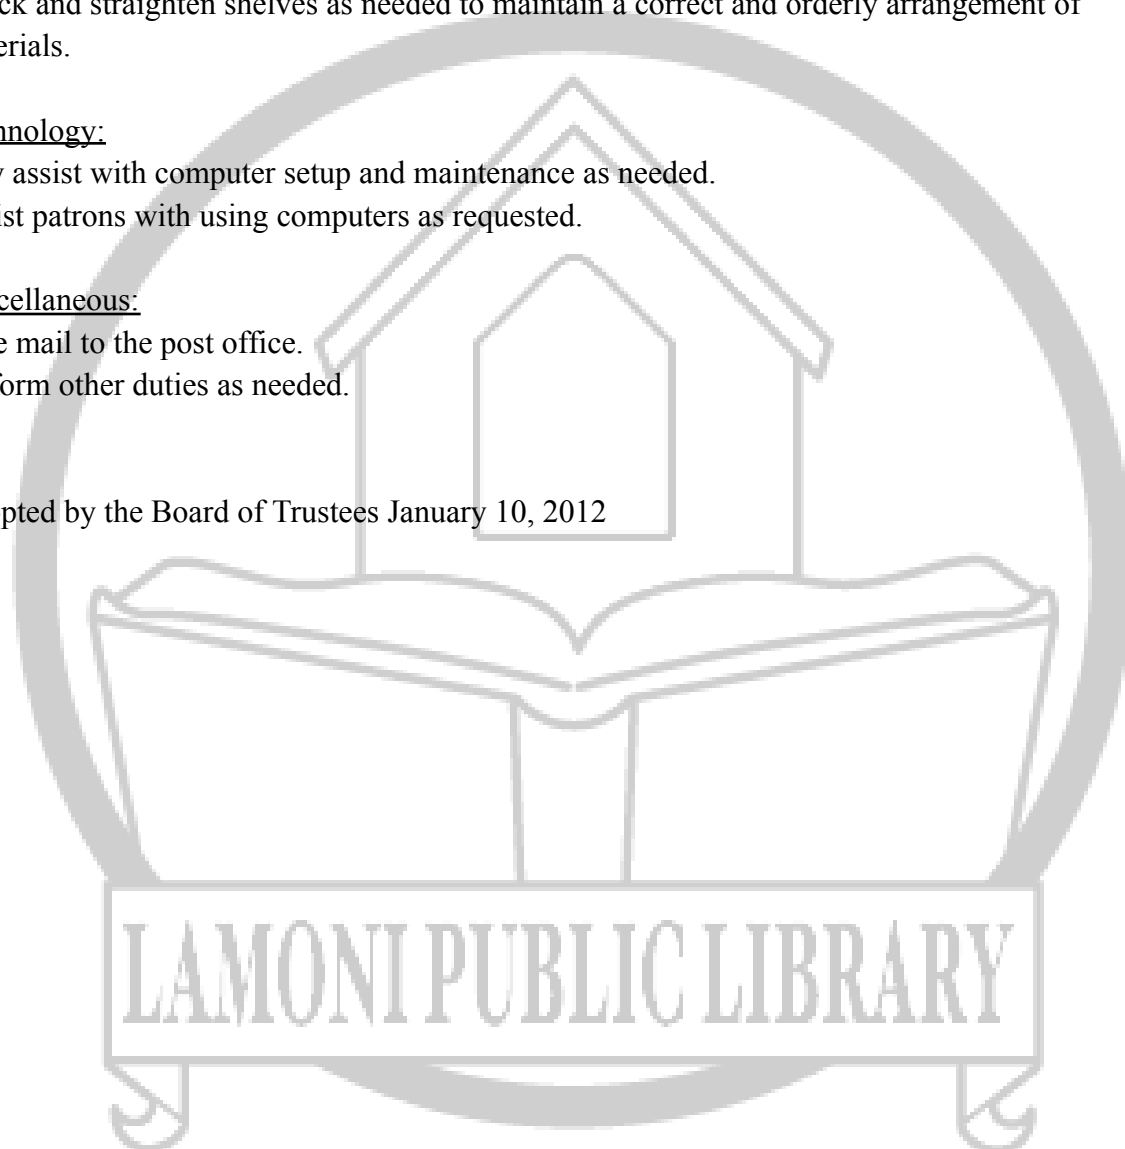 ck and straighten shelves as needed to maintain a correct and orderly arrangement of
erials.
hnology:
y assist with computer setup and maintenance as needed.
ist patrons with using computers as requested.
cellaneous:
e mail to the post office.
form other duties as needed.
pted by the Board of Trustees January 10, 2012
LAMONI PUBLIC LIBRARY